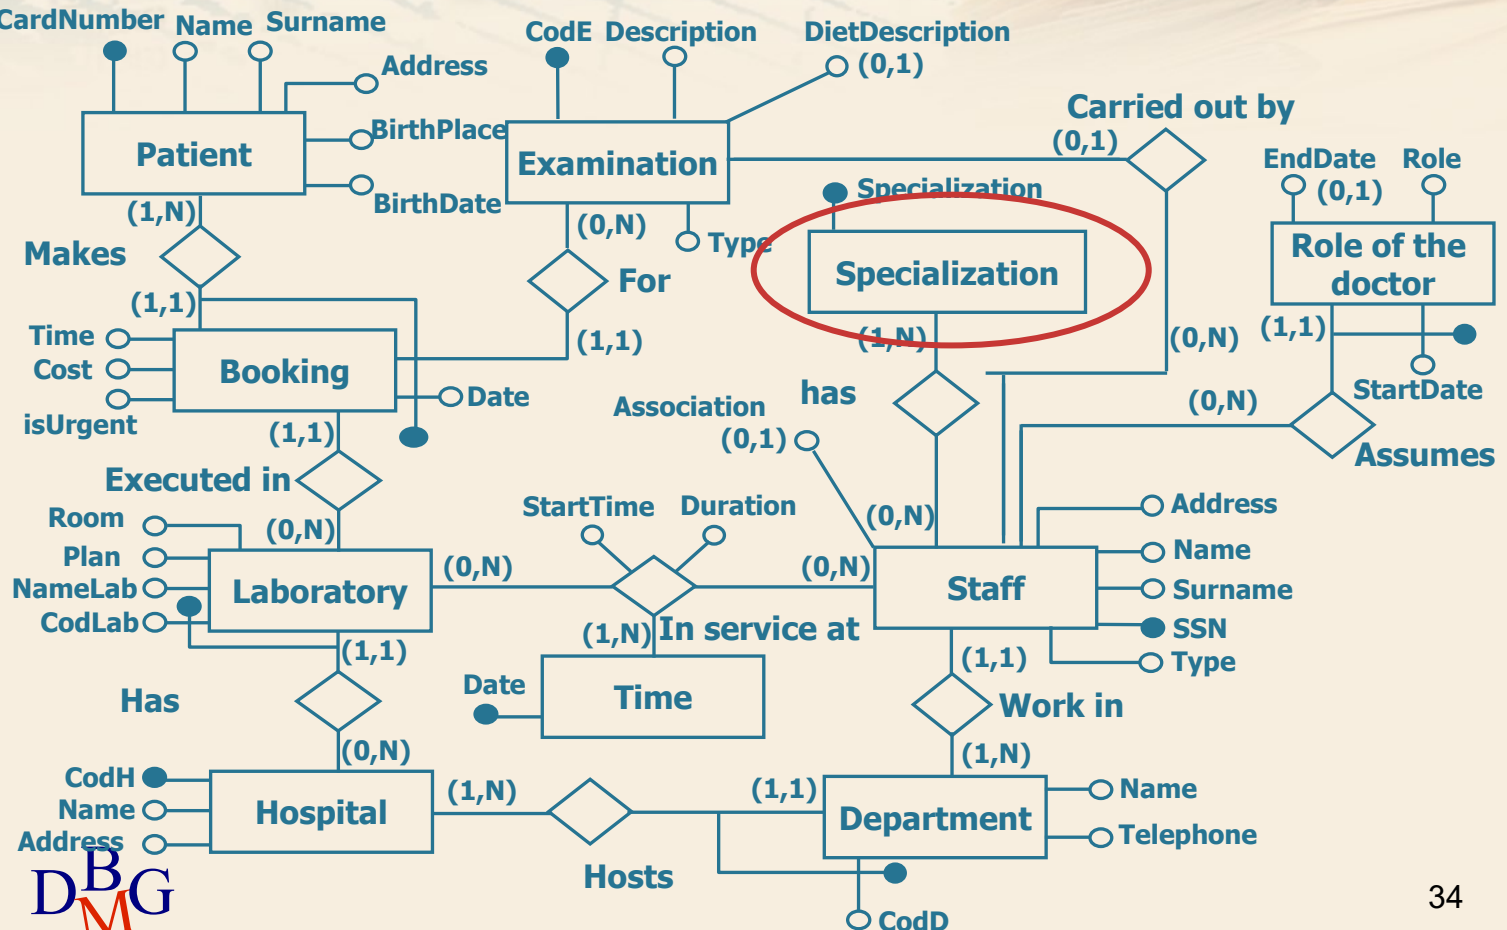 CardNumber
Name
Surname
Address
BirthPlace
BirthDate
Patient
(1,N)
Makes
(1,1)
CodE
Description
DietDescription
(0,1)
Examination
(0,N)
Type
For
(1,1)
Carried out by
(0,1)
(0,N)
Specialization
Specialization
(1,N)
has
(0,N)
EndDate
(0,1)
Role
Role of the
doctor
(1,1)
StartDate
(0,N)
Assumes
Time
Cost
isUrgent
Booking
Date
(1,1)
Executed in
(0,N)
Association
(0,1)
Room
Plan
NameLab
CodLab
Laboratory
(0,N)
StartTime
Duration
(0,N)
In service at
(1,N)
Staff
Address
Name
Surname
SSN
Type
(1,1)
Has
(0,N)
Date
Time
(1,1)
Work in
(1,N)
CodH
Name
Address
Hospital
(1,N)
Hosts
(1,1)
Department
Name
Telephone
CodD
DBMG
34